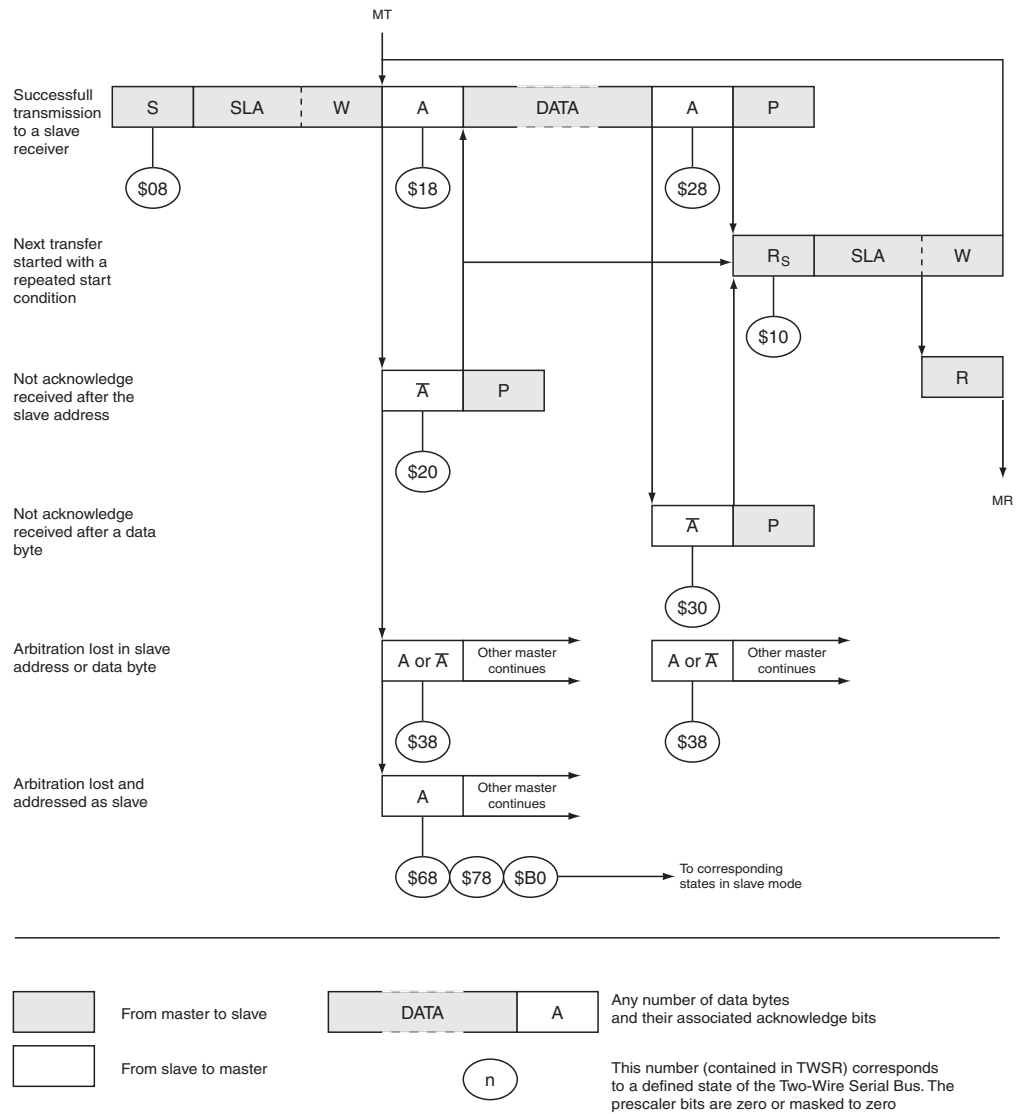 MT
Successfull
transmission
to a slave
receiver
S SLA W A DATA A P
$08 $18 $28
Next transfer
started with a
repeated start
condition
RS SLA W
$10
Not acknowledge
received after the
slave address
A̅ P
R
$20
MR
Not acknowledge
received after a data
byte
A̅ P
$30
Arbitration lost in slave
address or data byte
A or A̅ Other master
continues
A or A̅ Other master
continues
$38 $38
Arbitration lost and
addressed as slave
A Other master
continues
$68 $78 $B0
To corresponding
states in slave mode
From master to slave
DATA A
Any number of data bytes
and their associated acknowledge bits
From slave to master
n
This number (contained in TWSR) corresponds
to a defined state of the Two-Wire Serial Bus. The
prescaler bits are zero or masked to zero